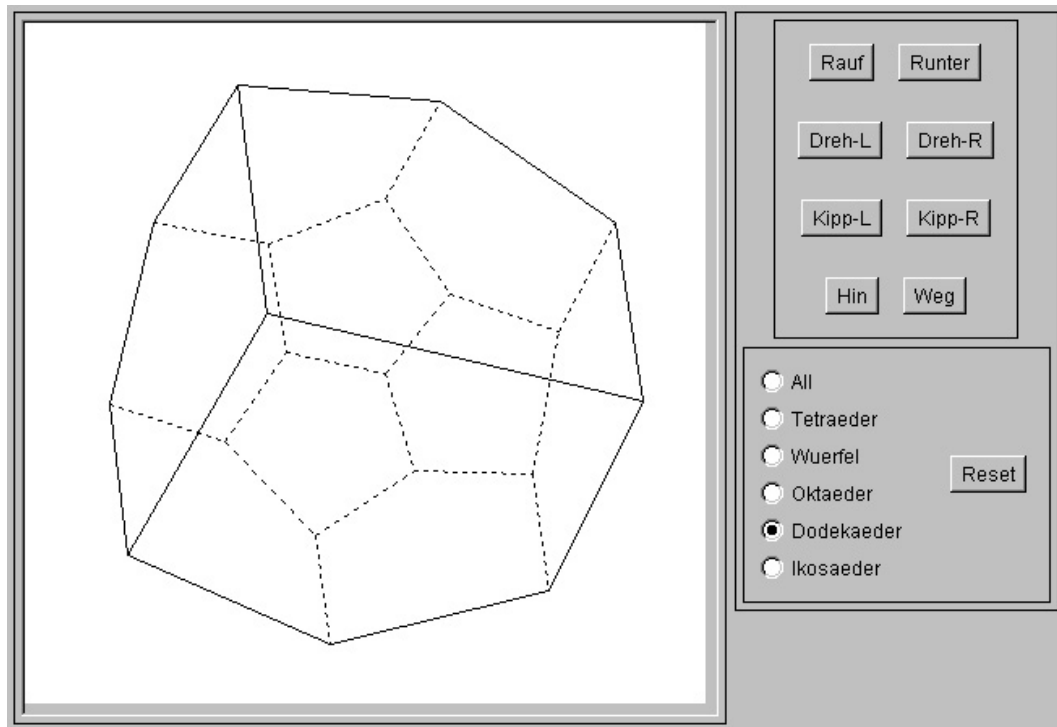 Rauf Runter
Dreh-L Dreh-R
Kipp-L Kipp-R
Hin Weg
All
Tetraeder
Wuerfel
Oktaeder
Dodekaeder
Ikosaeder
Reset